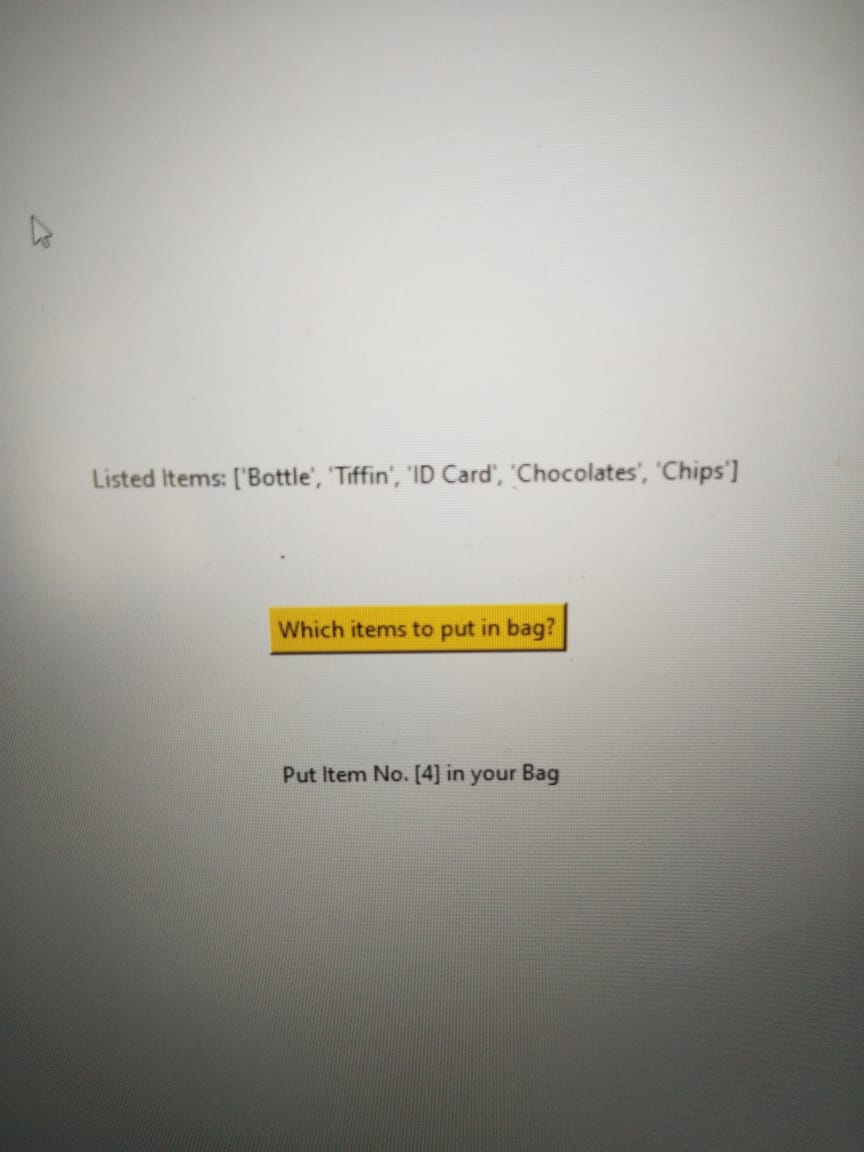 Listed Items: ['Bottle', 'Tiffin', 'ID Card', 'Chocolates', 'Chips']
Which items to put in bag?
Put Item No. [4] in your Bag